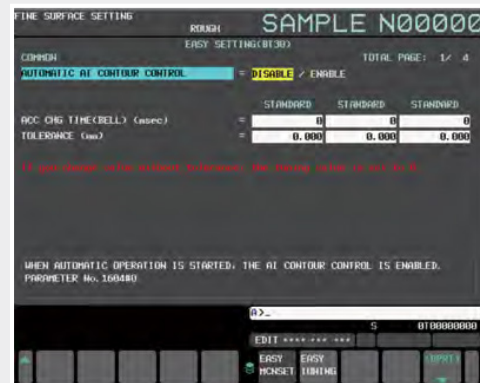 FINE SURFACE SETTING
ROUGH
SAMPLE N00000
EASY SETTING(BT30)
COMMON
TOTAL PAGE: 1/ 4
AUTOMATIC AI CONTOUR CONTROL = DISABLE / ENABLE
STANDARD STANDARD STANDARD
ACC CHG TIME(BELL) (msec) = 0 0 0
TOLERANCE (mm) = 0.000 0.000 0.000
WHEN AUTOMATIC OPERATION IS STARTED, THE AI CONTOUR CONTROL IS ENABLED.
PARAMETER No. 1604#0
A>_
S 0T00000000
EDIT **** *** ***
EASY MCNSET
EASY TUNING
(INPUT)